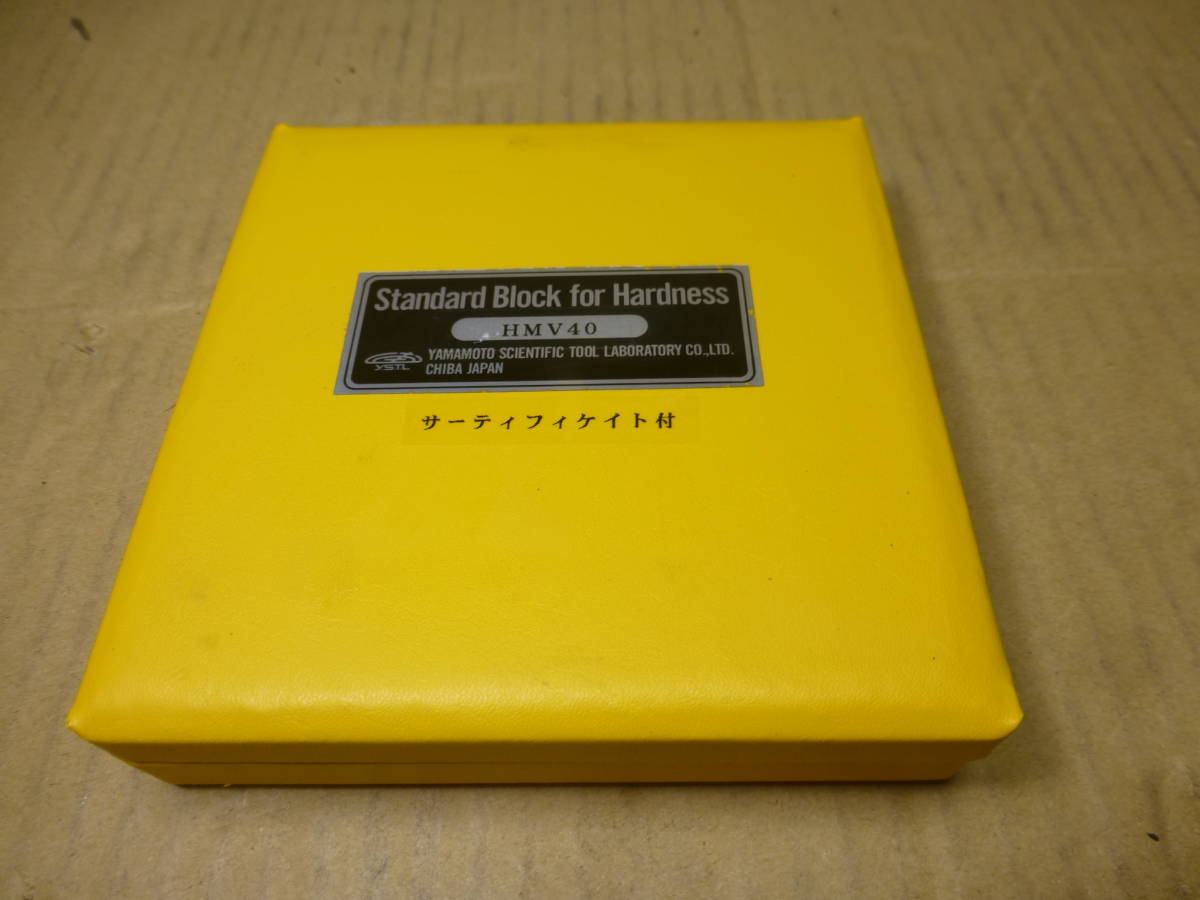 Standard Block for Hardness
HMV40
YSTL
YAMAMOTO SCIENTIFIC TOOL LABORATORY CO.,LTD.
CHIBA JAPAN
サーティフィケイト付